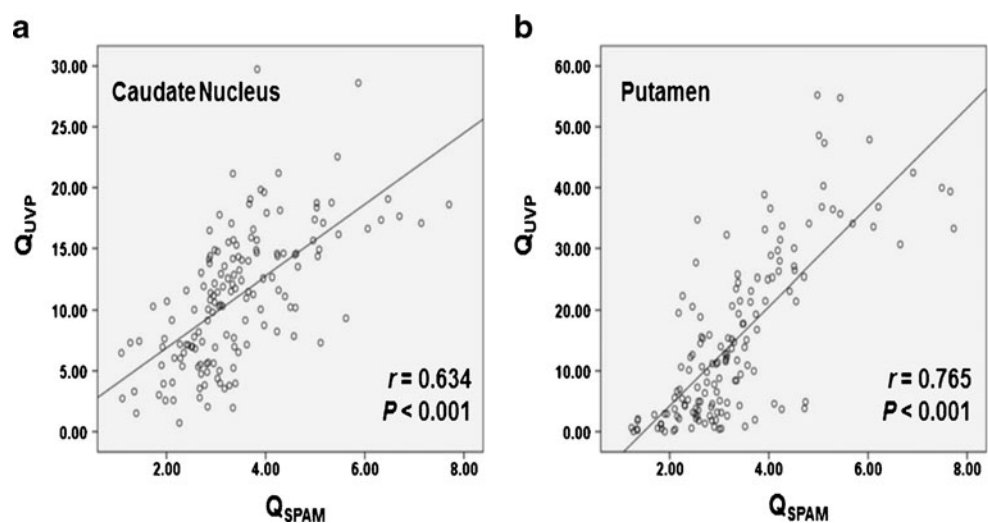 a
30.00
25.00
20.00
15.00
10.00
5.00
0.00
Caudate Nucleus
r = 0.634
P < 0.001
2.00 4.00 6.00 8.00
QUVP
QSPAM
b
60.00
50.00
40.00
30.00
20.00
10.00
0.00
Putamen
r = 0.765
P < 0.001
2.00 4.00 6.00 8.00
QUVP
QSPAM